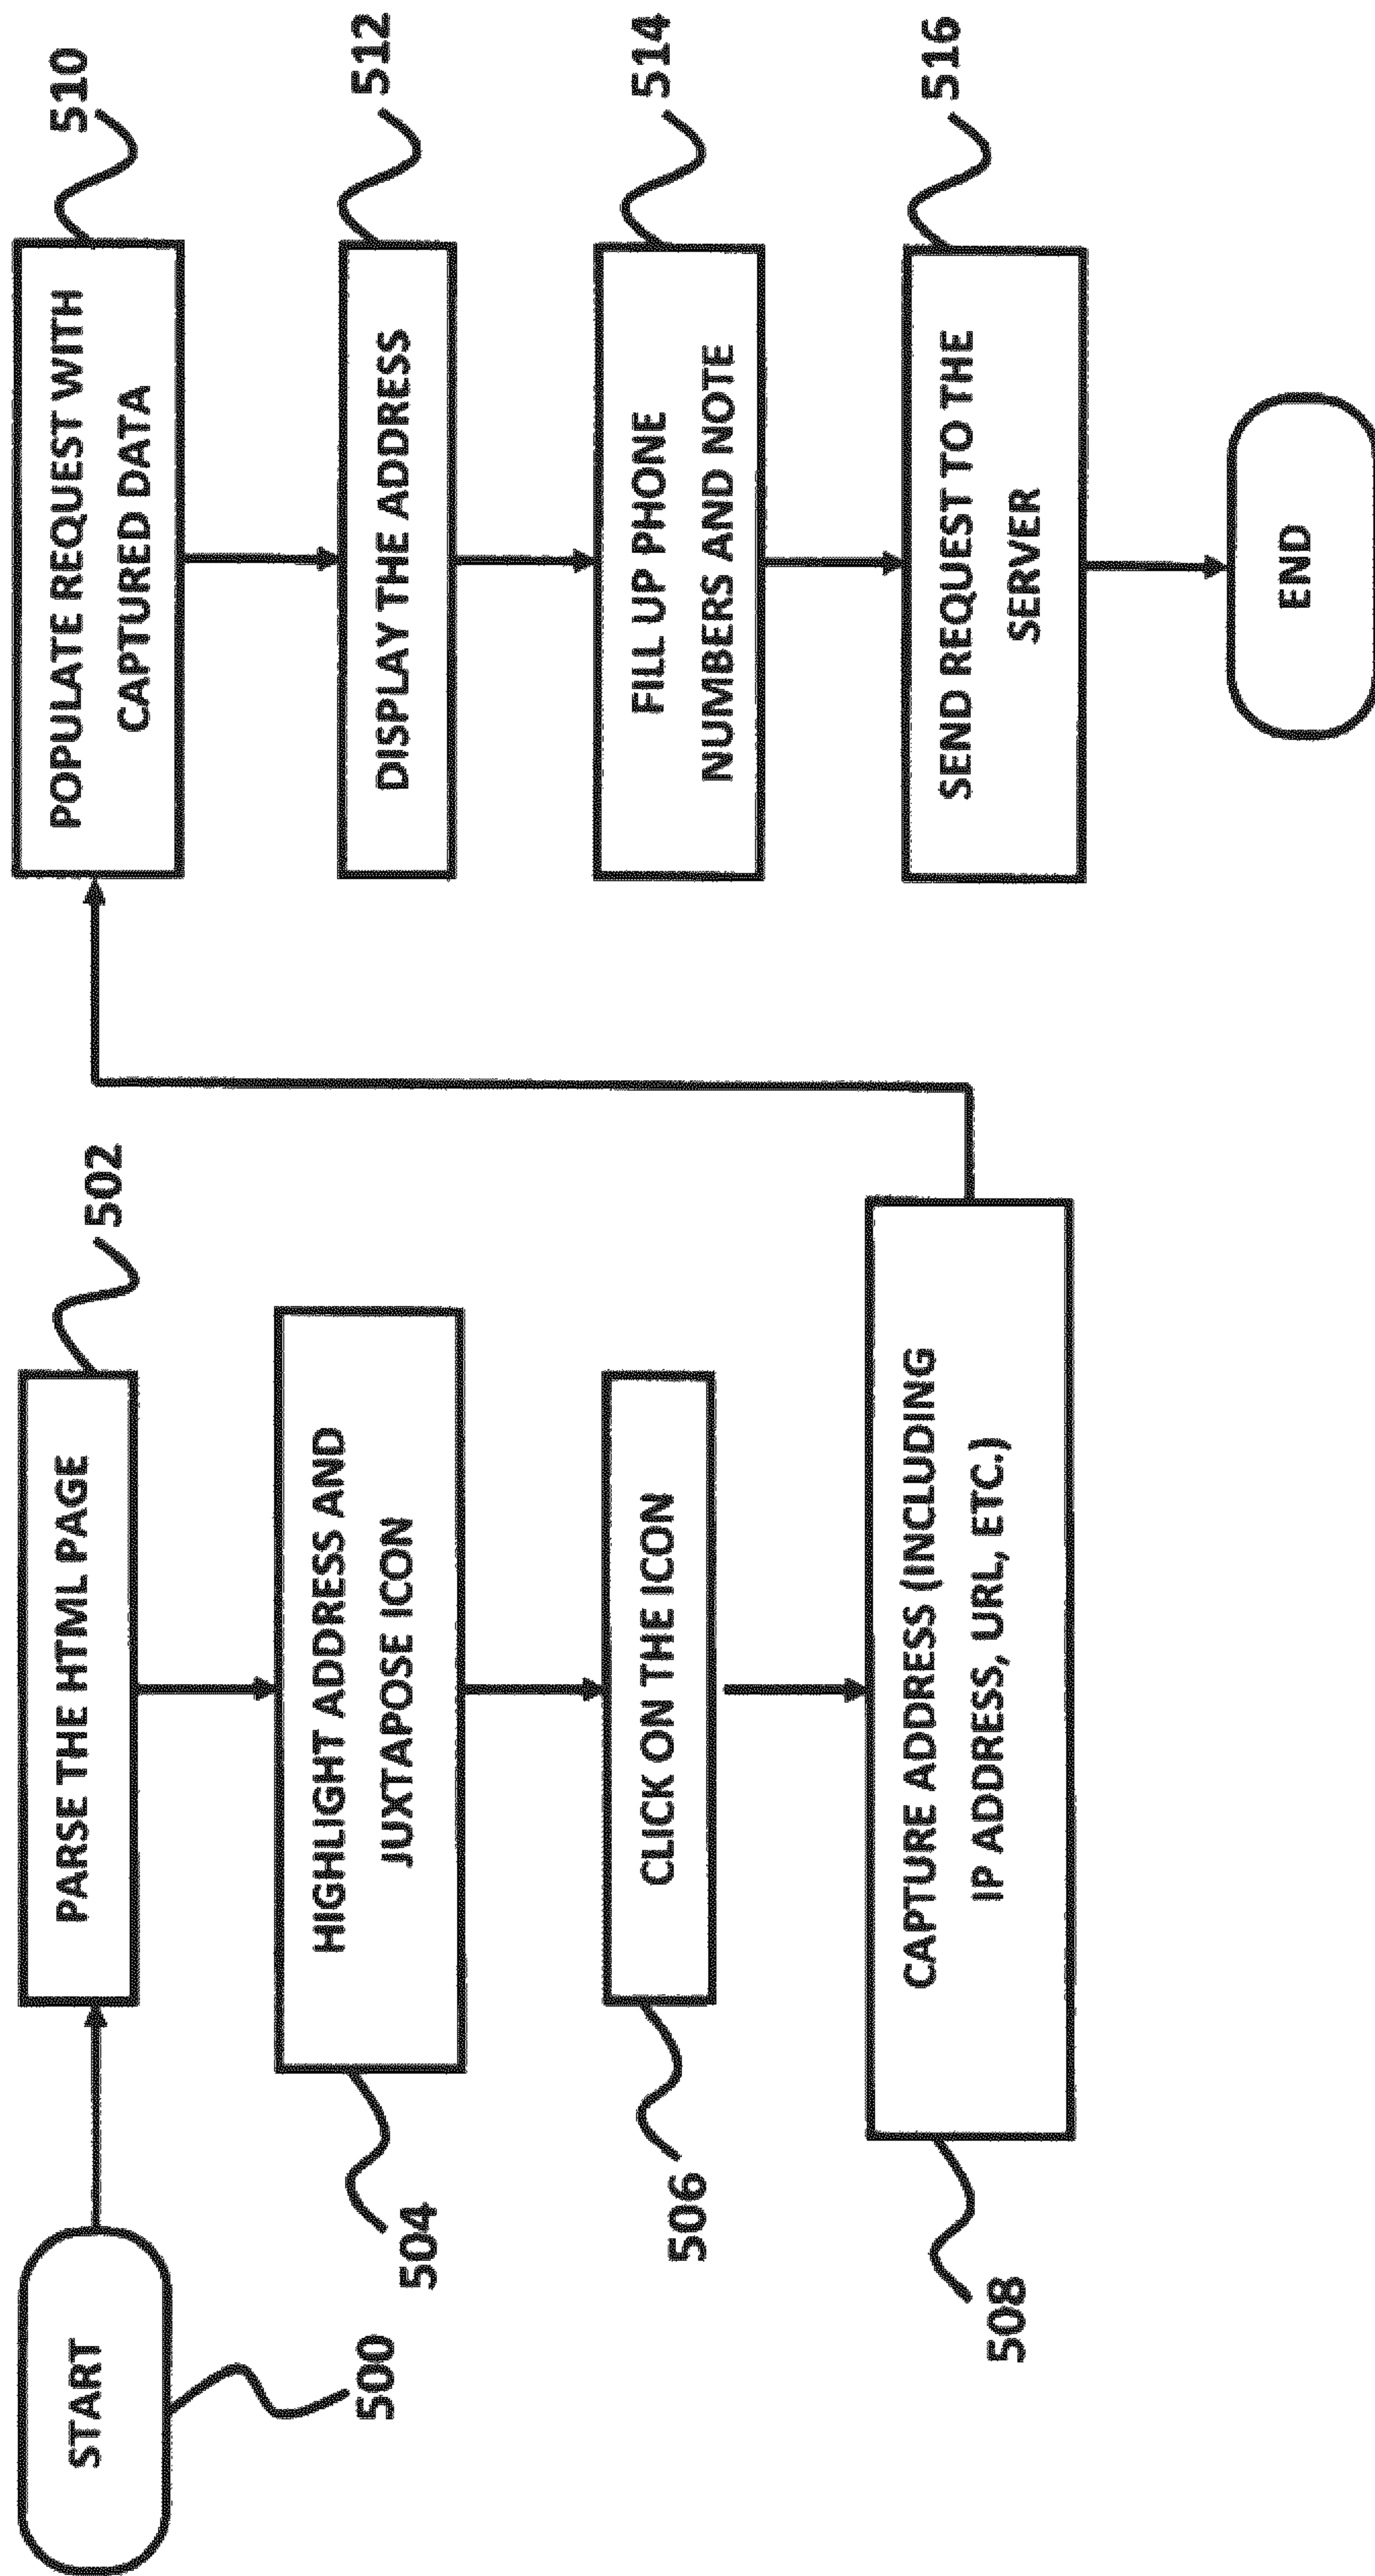 START
500
PARSE THE HTML PAGE
502
HIGHLIGHT ADDRESS AND
JUXTAPOSE ICON
504
CLICK ON THE ICON
506
CAPTURE ADDRESS (INCLUDING
IP ADDRESS, URL, ETC.)
508
POPULATE REQUEST WITH
CAPTURED DATA
510
DISPLAY THE ADDRESS
512
FILL UP PHONE
NUMBERS AND NOTE
514
SEND REQUEST TO THE
SERVER
516
END